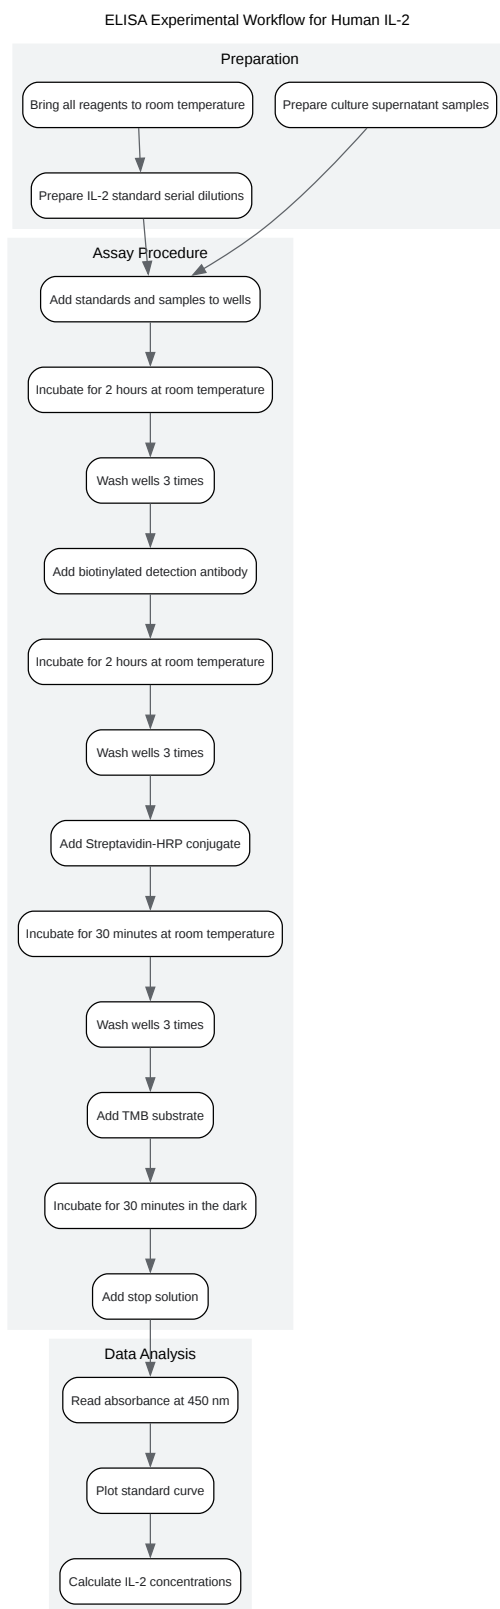 ELISA Experimental Workflow for Human IL-2
Preparation
Bring all reagents to room temperature
Prepare culture supernatant samples
Prepare IL-2 standard serial dilutions
Assay Procedure
Add standards and samples to wells
Incubate for 2 hours at room temperature
Wash wells 3 times
Add biotinylated detection antibody
Incubate for 2 hours at room temperature
Wash wells 3 times
Add Streptavidin-HRP conjugate
Incubate for 30 minutes at room temperature
Wash wells 3 times
Add TMB substrate
Incubate for 30 minutes in the dark
Add stop solution
Data Analysis
Read absorbance at 450 nm
Plot standard curve
Calculate IL-2 concentrations